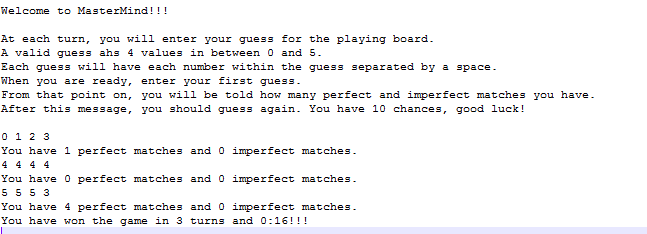 Welcome to MasterMind!!!
At each turn, you will enter your guess for the playing board.
A valid guess ahs 4 values in between 0 and 5.
Each guess will have each number within the guess separated by a space.
When you are ready, enter your first guess.
From that point on, you will be told how many perfect and imperfect matches you have.
After this message, you should guess again. You have 10 chances, good luck!
0 1 2 3
You have 1 perfect matches and 0 imperfect matches.
4 4 4 4
You have 0 perfect matches and 0 imperfect matches.
5 5 5 3
You have 4 perfect matches and 0 imperfect matches.
You have won the game in 3 turns and 0:16!!!